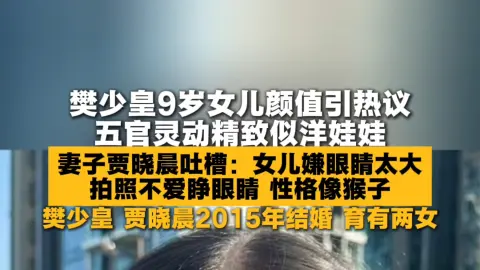 樊少皇9岁女儿颜值引热议
五官灵动精致似洋娃娃
妻子贾晓晨吐槽：女儿嫌眼睛太大
拍照不爱睁眼睛 性格像猴子
樊少皇 贾晓晨2015年结婚 育有两女